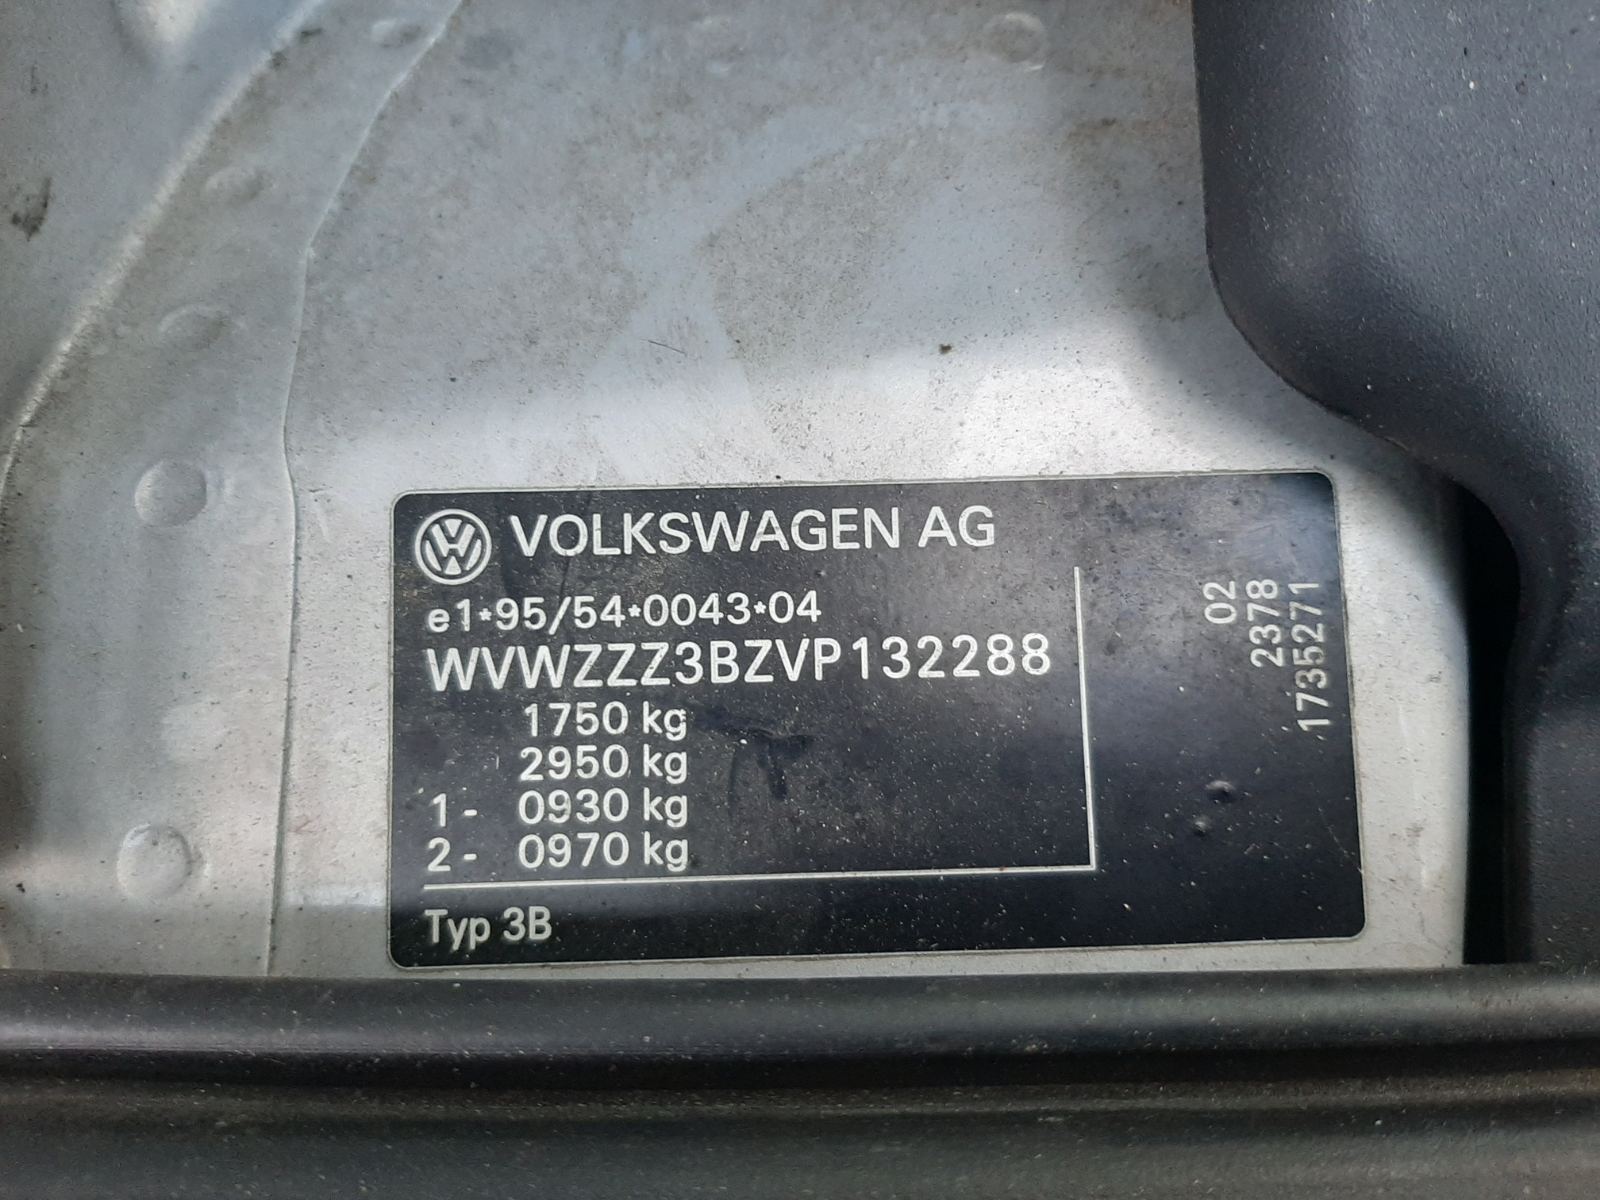 VOLKSWAGEN AG
e1*95/54*0043*04
WVWZZZ3BZVP132288
1750 kg
2950 kg
1- 0930 kg
2- 0970 kg
Typ 3B
02
2378
1735271